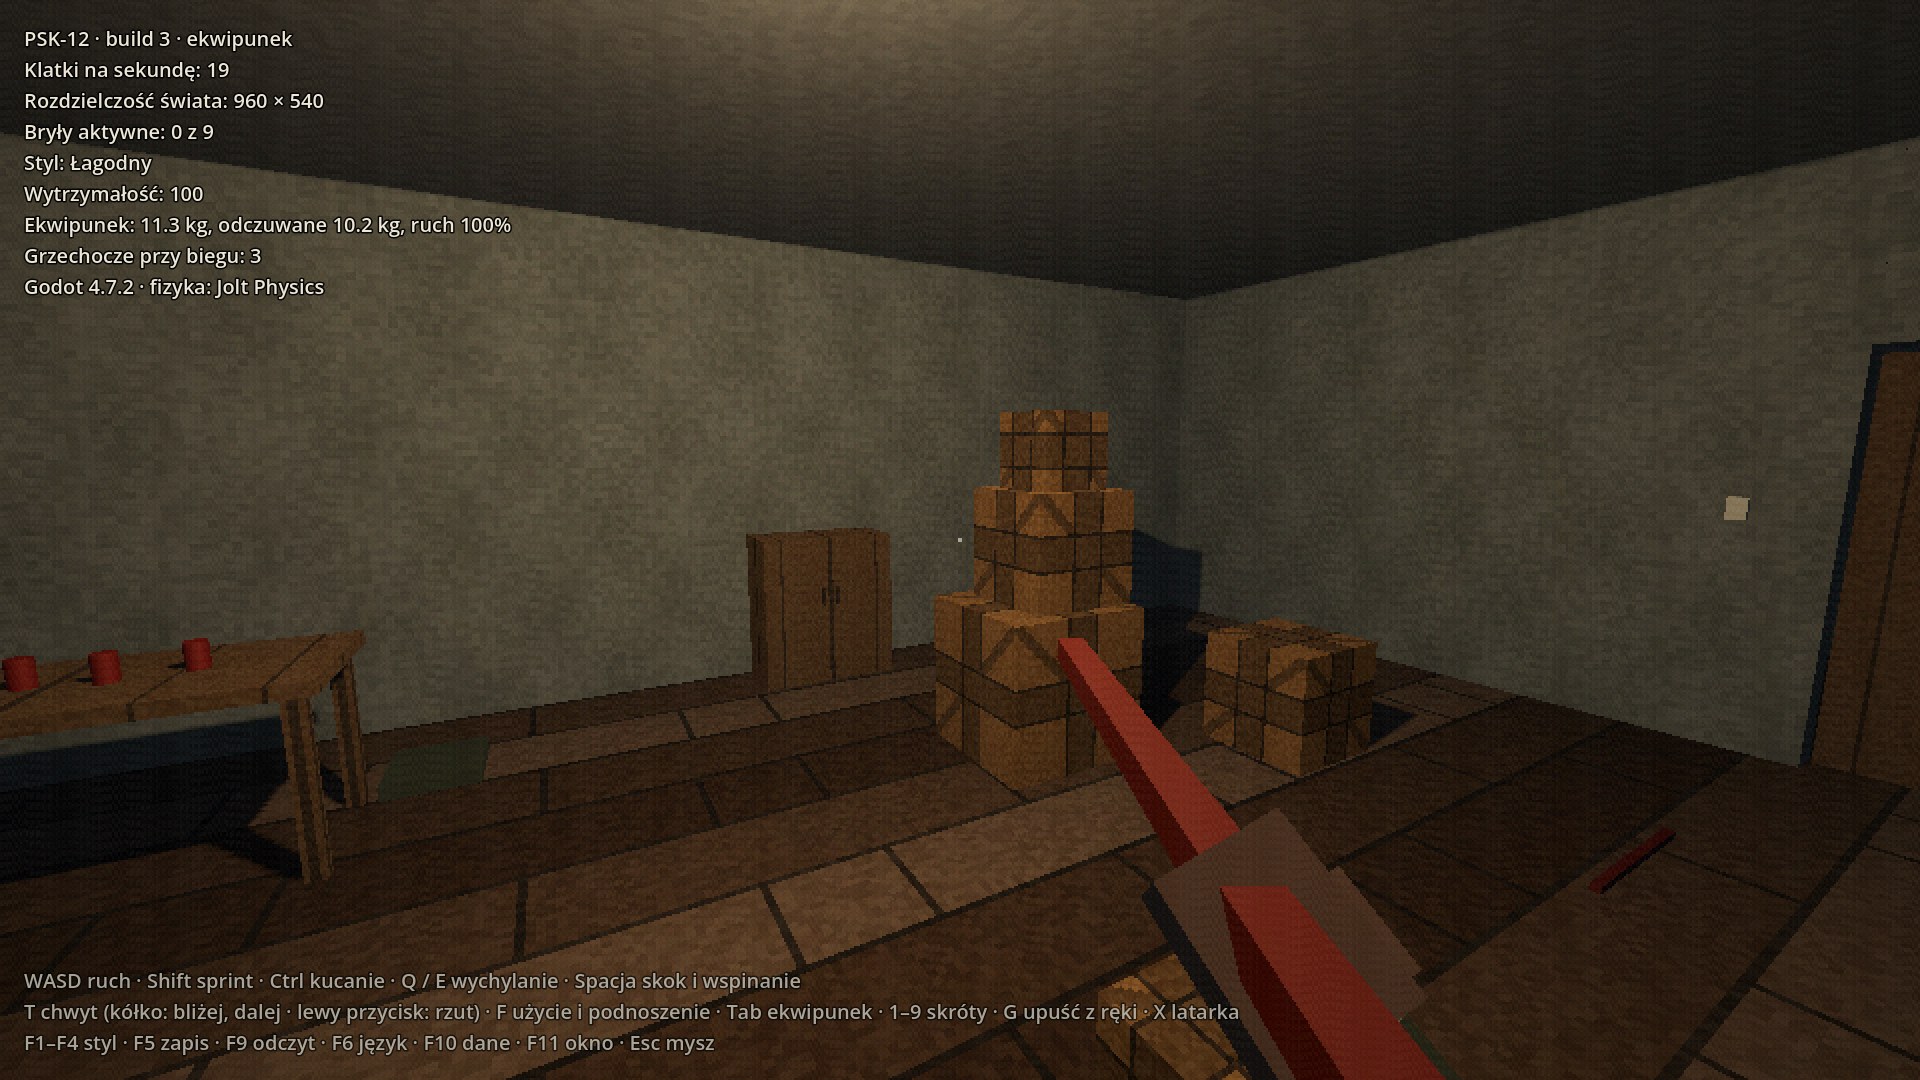 PSK-12 · build 3 · ekwipunek
Klatki na sekundę: 19
Rozdzielczość świata: 960 × 540
Bryły aktywne: 0 z 9
Styl: Łagodny
Wytrzymałość: 100
Ekwipunek: 11.3 kg, odczuwane 10.2 kg, ruch 100%
Grzechocze przy biegu: 3
Godot 4.7.2 · fizyka: Jolt Physics
WASD ruch · Shift sprint · Ctrl kucanie · Q / E wychylanie · Spacja skok i wspinanie
T chwyt (kółko: bliżej, dalej · lewy przycisk: rzut) · F użycie i podnoszenie · Tab ekwipunek · 1–9 skróty · G upuść z ręki · X latarka
F1–F4 styl · F5 zapis · F9 odczyt · F6 język · F10 dane · F11 okno · Esc mysz